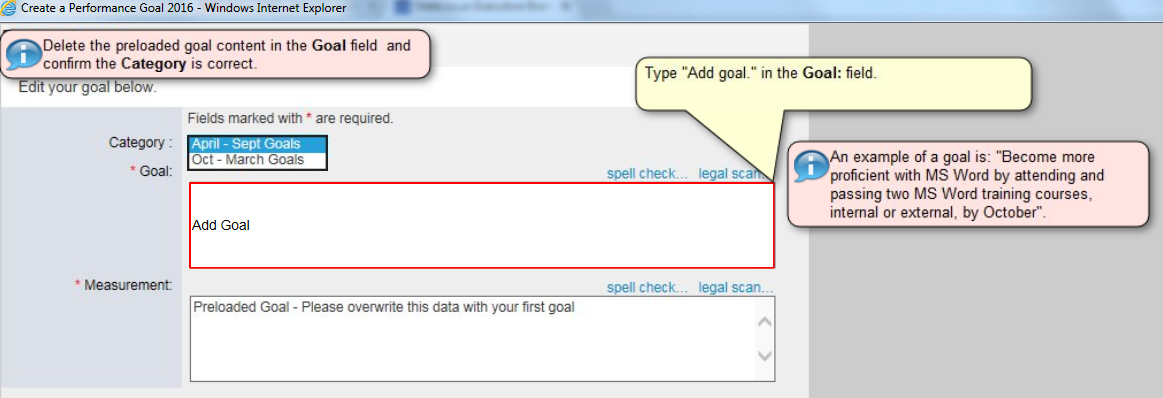 Create a Performance Goal 2016 - Windows Internet Explorer
Delete the preloaded goal content in the Goal field and
confirm the Category is correct.
Type "Add goal." in the Goal: field.
Edit your goal below.
Fields marked with * are required.
Category :
April - Sept Goals
Oct - March Goals
* Goal:
spell check... legal scan...
An example of a goal is: "Become more
proficient with MS Word by attending and
passing two MS Word training courses,
internal or external, by October".
Add Goal
* Measurement:
spell check... legal scan...
Preloaded Goal - Please overwrite this data with your first goal